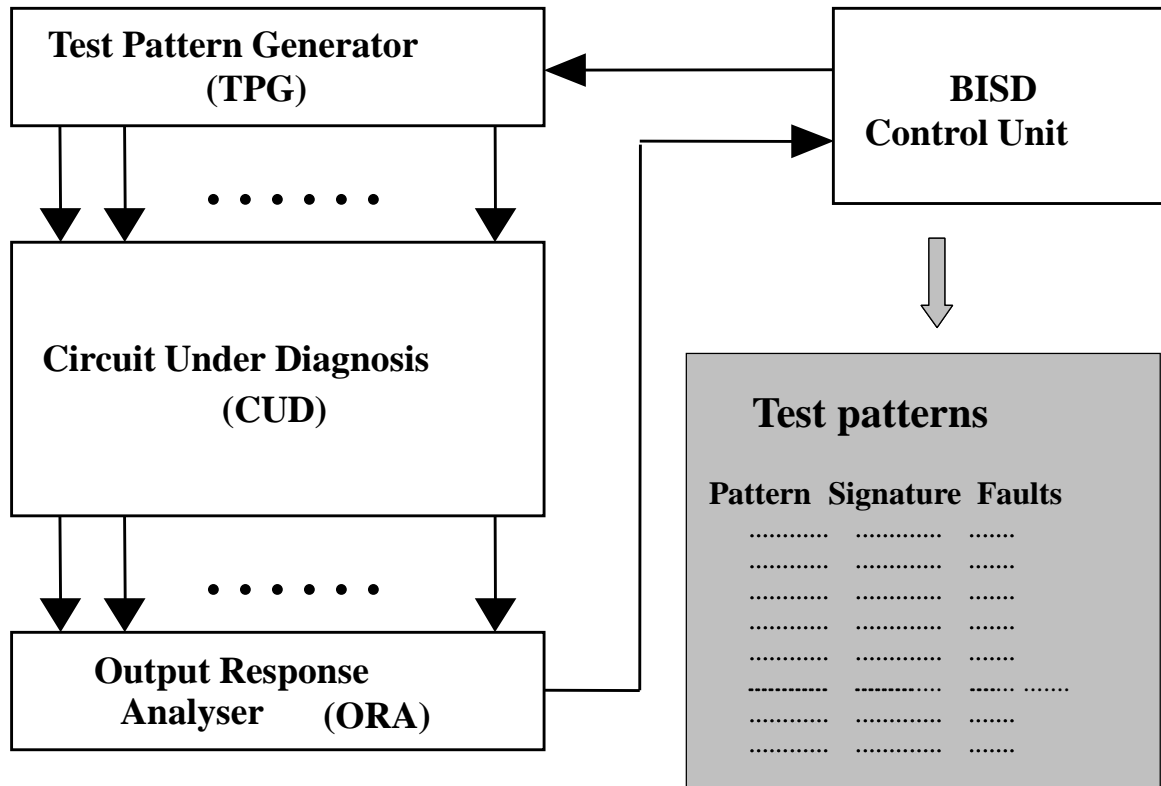 Test Pattern Generator
(TPG)
BISD
Control Unit
Circuit Under Diagnosis
(CUD)
Output Response
Analyser (ORA)
Test patterns
Pattern Signature Faults